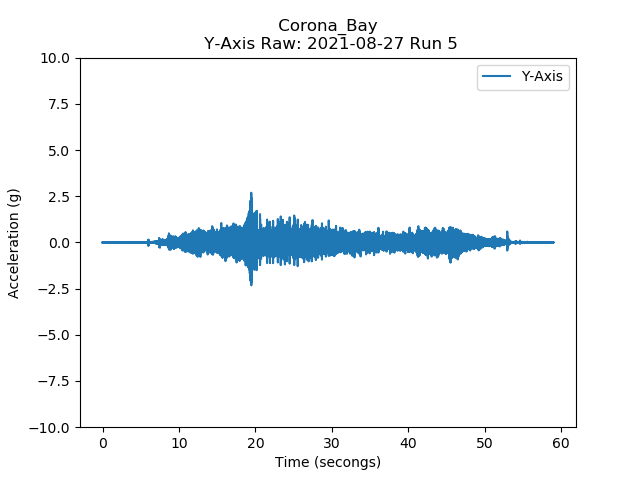 Corona_Bay
Y-Axis Raw: 2021-08-27 Run 5
Y-Axis
Acceleration (g)
10.0
7.5
5.0
2.5
0.0
−2.5
−5.0
−7.5
−10.0
0 10 20 30 40 50 60
Time (secongs)